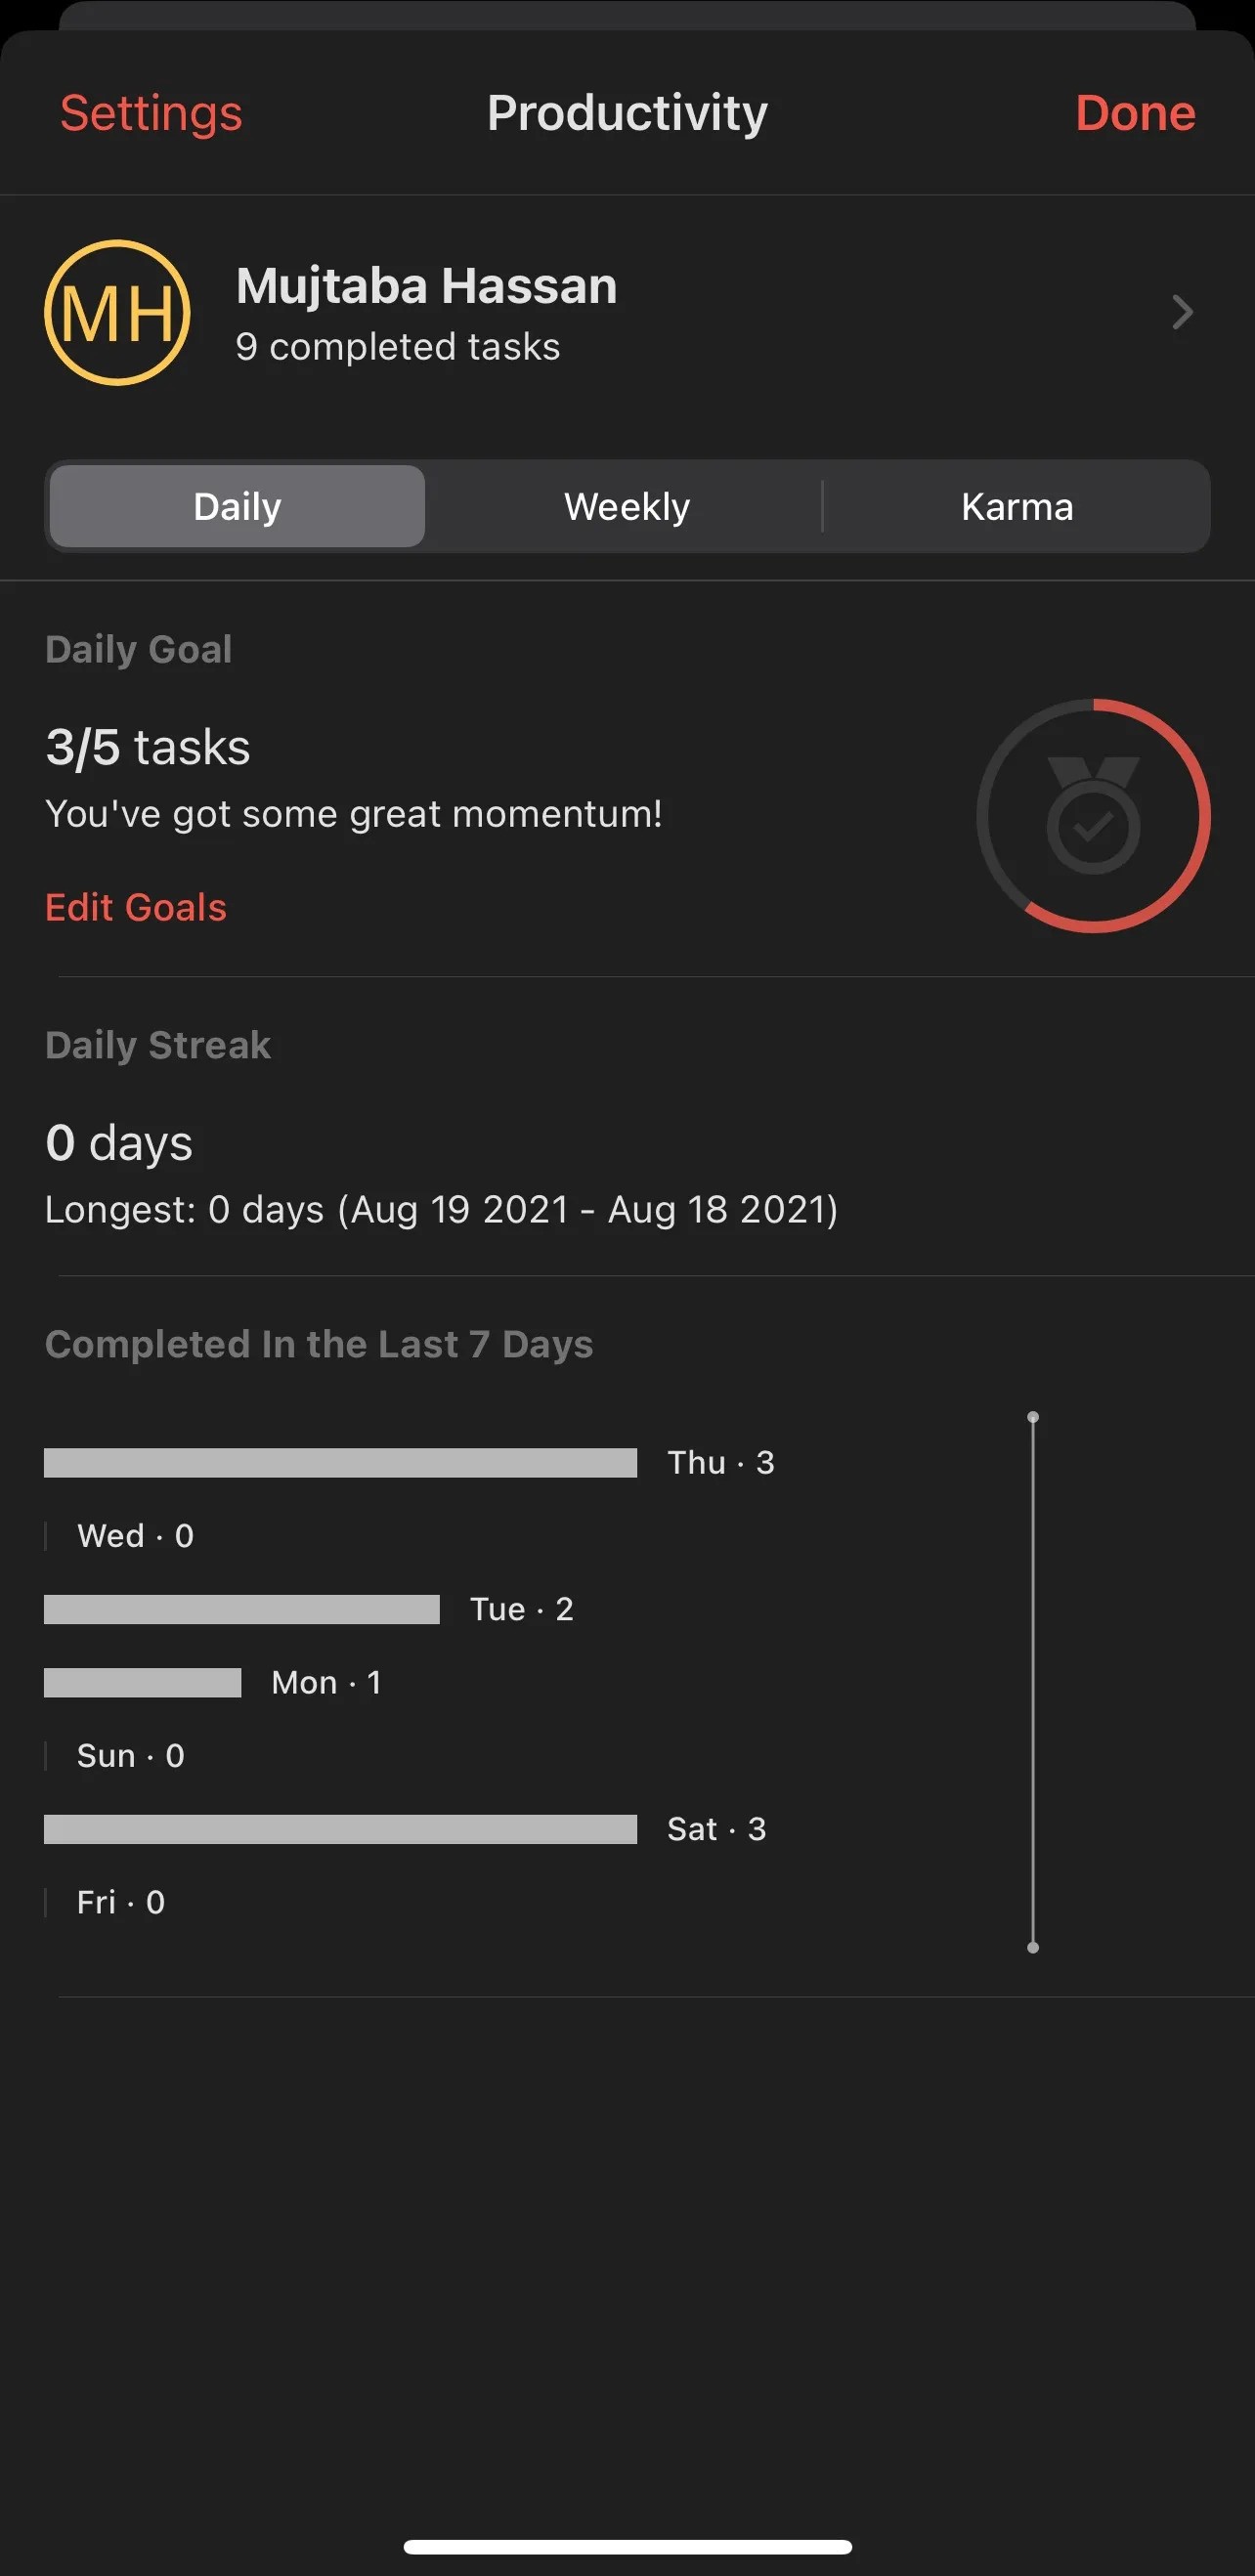 Settings Productivity Done
MH
Mujtaba Hassan
9 completed tasks
Daily Weekly Karma
Daily Goal
3/5 tasks
You've got some great momentum!
Edit Goals
Daily Streak
0 days
Longest: 0 days (Aug 19 2021 - Aug 18 2021)
Completed In the Last 7 Days
Thu · 3
Wed · 0
Tue · 2
Mon · 1
Sun · 0
Sat · 3
Fri · 0